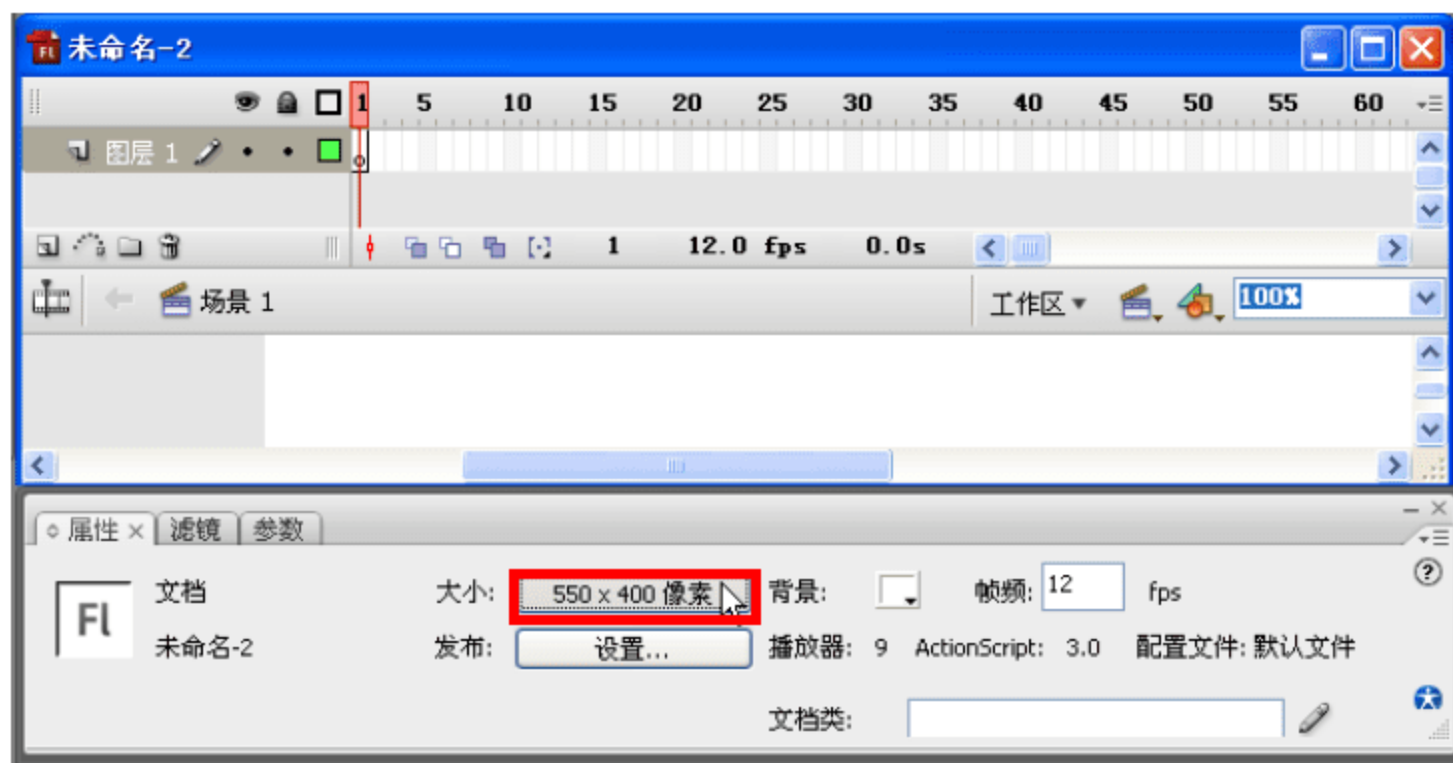 FL 未命名-2
1 5 10 15 20 25 30 35 40 45 50 55 60
图层 1
1 12.0 fps 0.0s
场景 1 工作区 100%
属性 滤镜 参数
文档 大小: 550 x 400 像素 背景: 帧频: 12 fps
FL
未命名-2 发布: 设置... 播放器: 9 ActionScript: 3.0 配置文件: 默认文件
文档类: